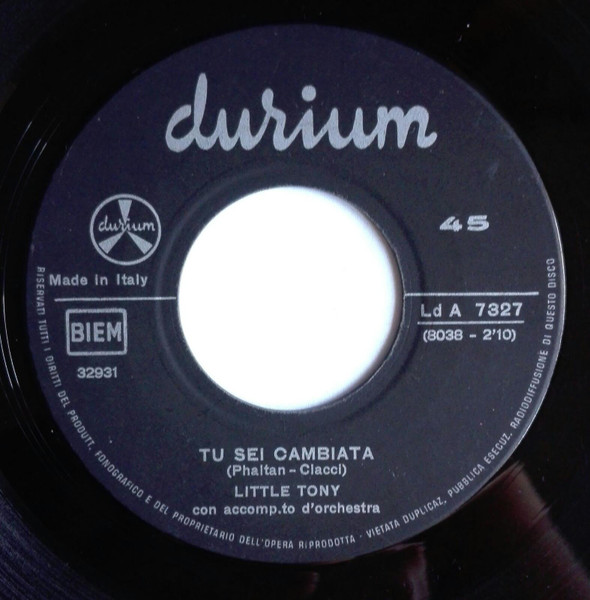 durium
durium
45
Made in Italy
Ld A 7327
BIEM
(8038 - 2'10)
32931
TU SEI CAMBIATA
(Phaltan - Ciacci)
LITTLE TONY
con accomp.to d'orchestra
RISERVATI TUTTI I DIRITTI DEL PRODUTT. FONOGRAFICO E DEL PROPRIETARIO DELL'OPERA RIPRODOTTA - VIETATA DUPLICAZ. PUBBLICA ESECUZ. RADIODIFFUSIONE DI QUESTO DISCO